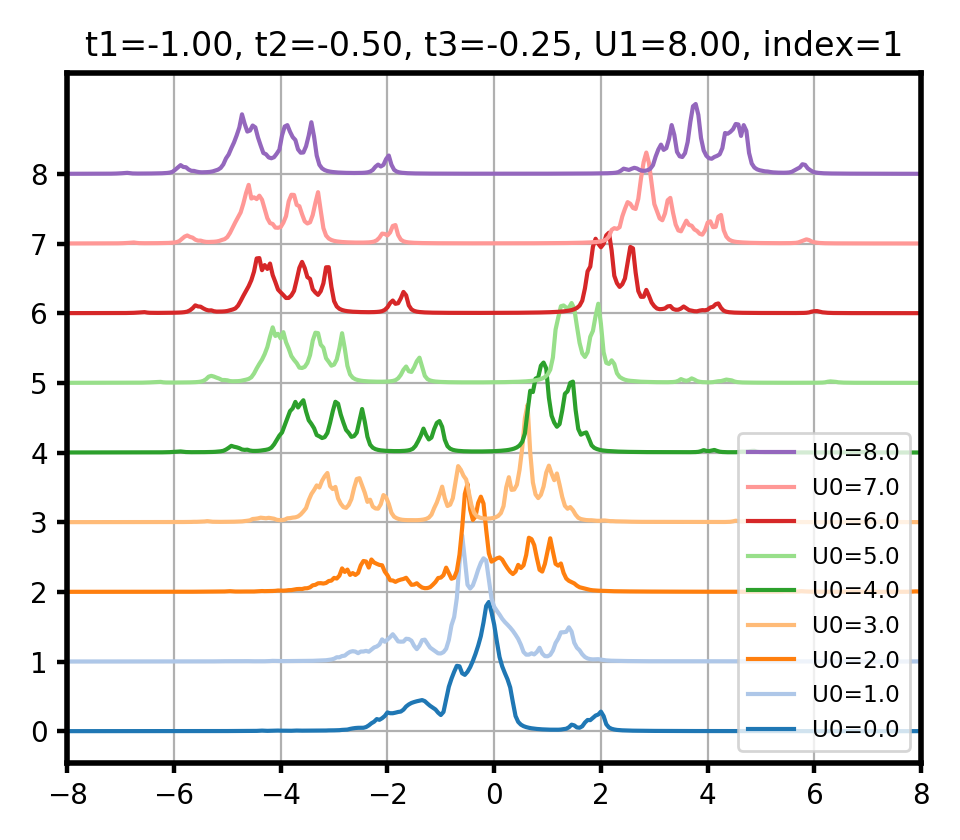 t1=-1.00, t2=-0.50, t3=-0.25, U1=8.00, index=1
8
7
6
5
4
3
2
1
0
U0=8.0
U0=7.0
U0=6.0
U0=5.0
U0=4.0
U0=3.0
U0=2.0
U0=1.0
U0=0.0
−8 −6 −4 −2 0 2 4 6 8